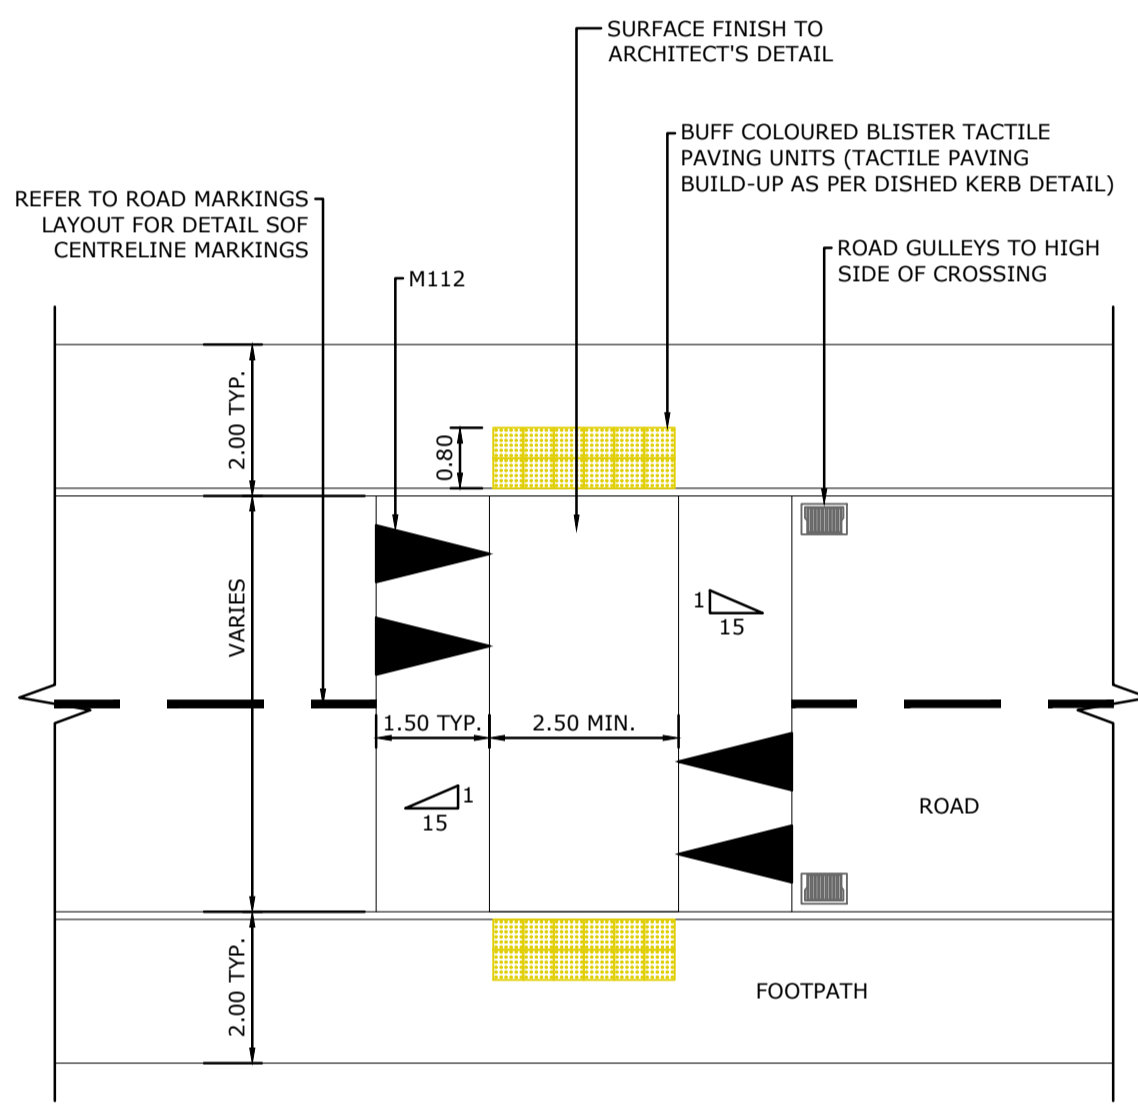 SURFACE FINISH TO
ARCHITECT'S DETAIL
BUFF COLOURED BLISTER TACTILE
PAVING UNITS (TACTILE PAVING
BUILD-UP AS PER DISHED KERB DETAIL)
REFER TO ROAD MARKINGS
LAYOUT FOR DETAIL SOF
CENTRELINE MARKINGS
ROAD GULLEYS TO HIGH
SIDE OF CROSSING
M112
2.00 TYP.
0.80
VARIES
1
15
1.50 TYP.
2.50 MIN.
1
15
ROAD
2.00 TYP.
FOOTPATH